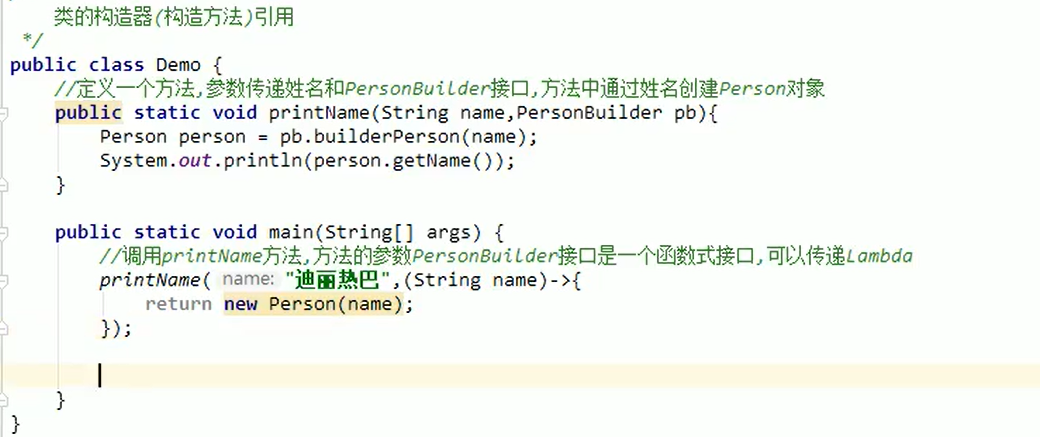 类的构造器(构造方法)引用
*/
public class Demo {
//定义一个方法,参数传递姓名和PersonBuilder接口,方法中通过姓名创建Person对象
public static void printName(String name,PersonBuilder pb){
Person person = pb.builderPerson(name);
System.out.println(person.getName());
}
public static void main(String[] args) {
//调用printName方法,方法的参数PersonBuilder接口是一个函数式接口,可以传递Lambda
printName( name: "迪丽热巴",(String name)->{
return new Person(name);
});
}
}